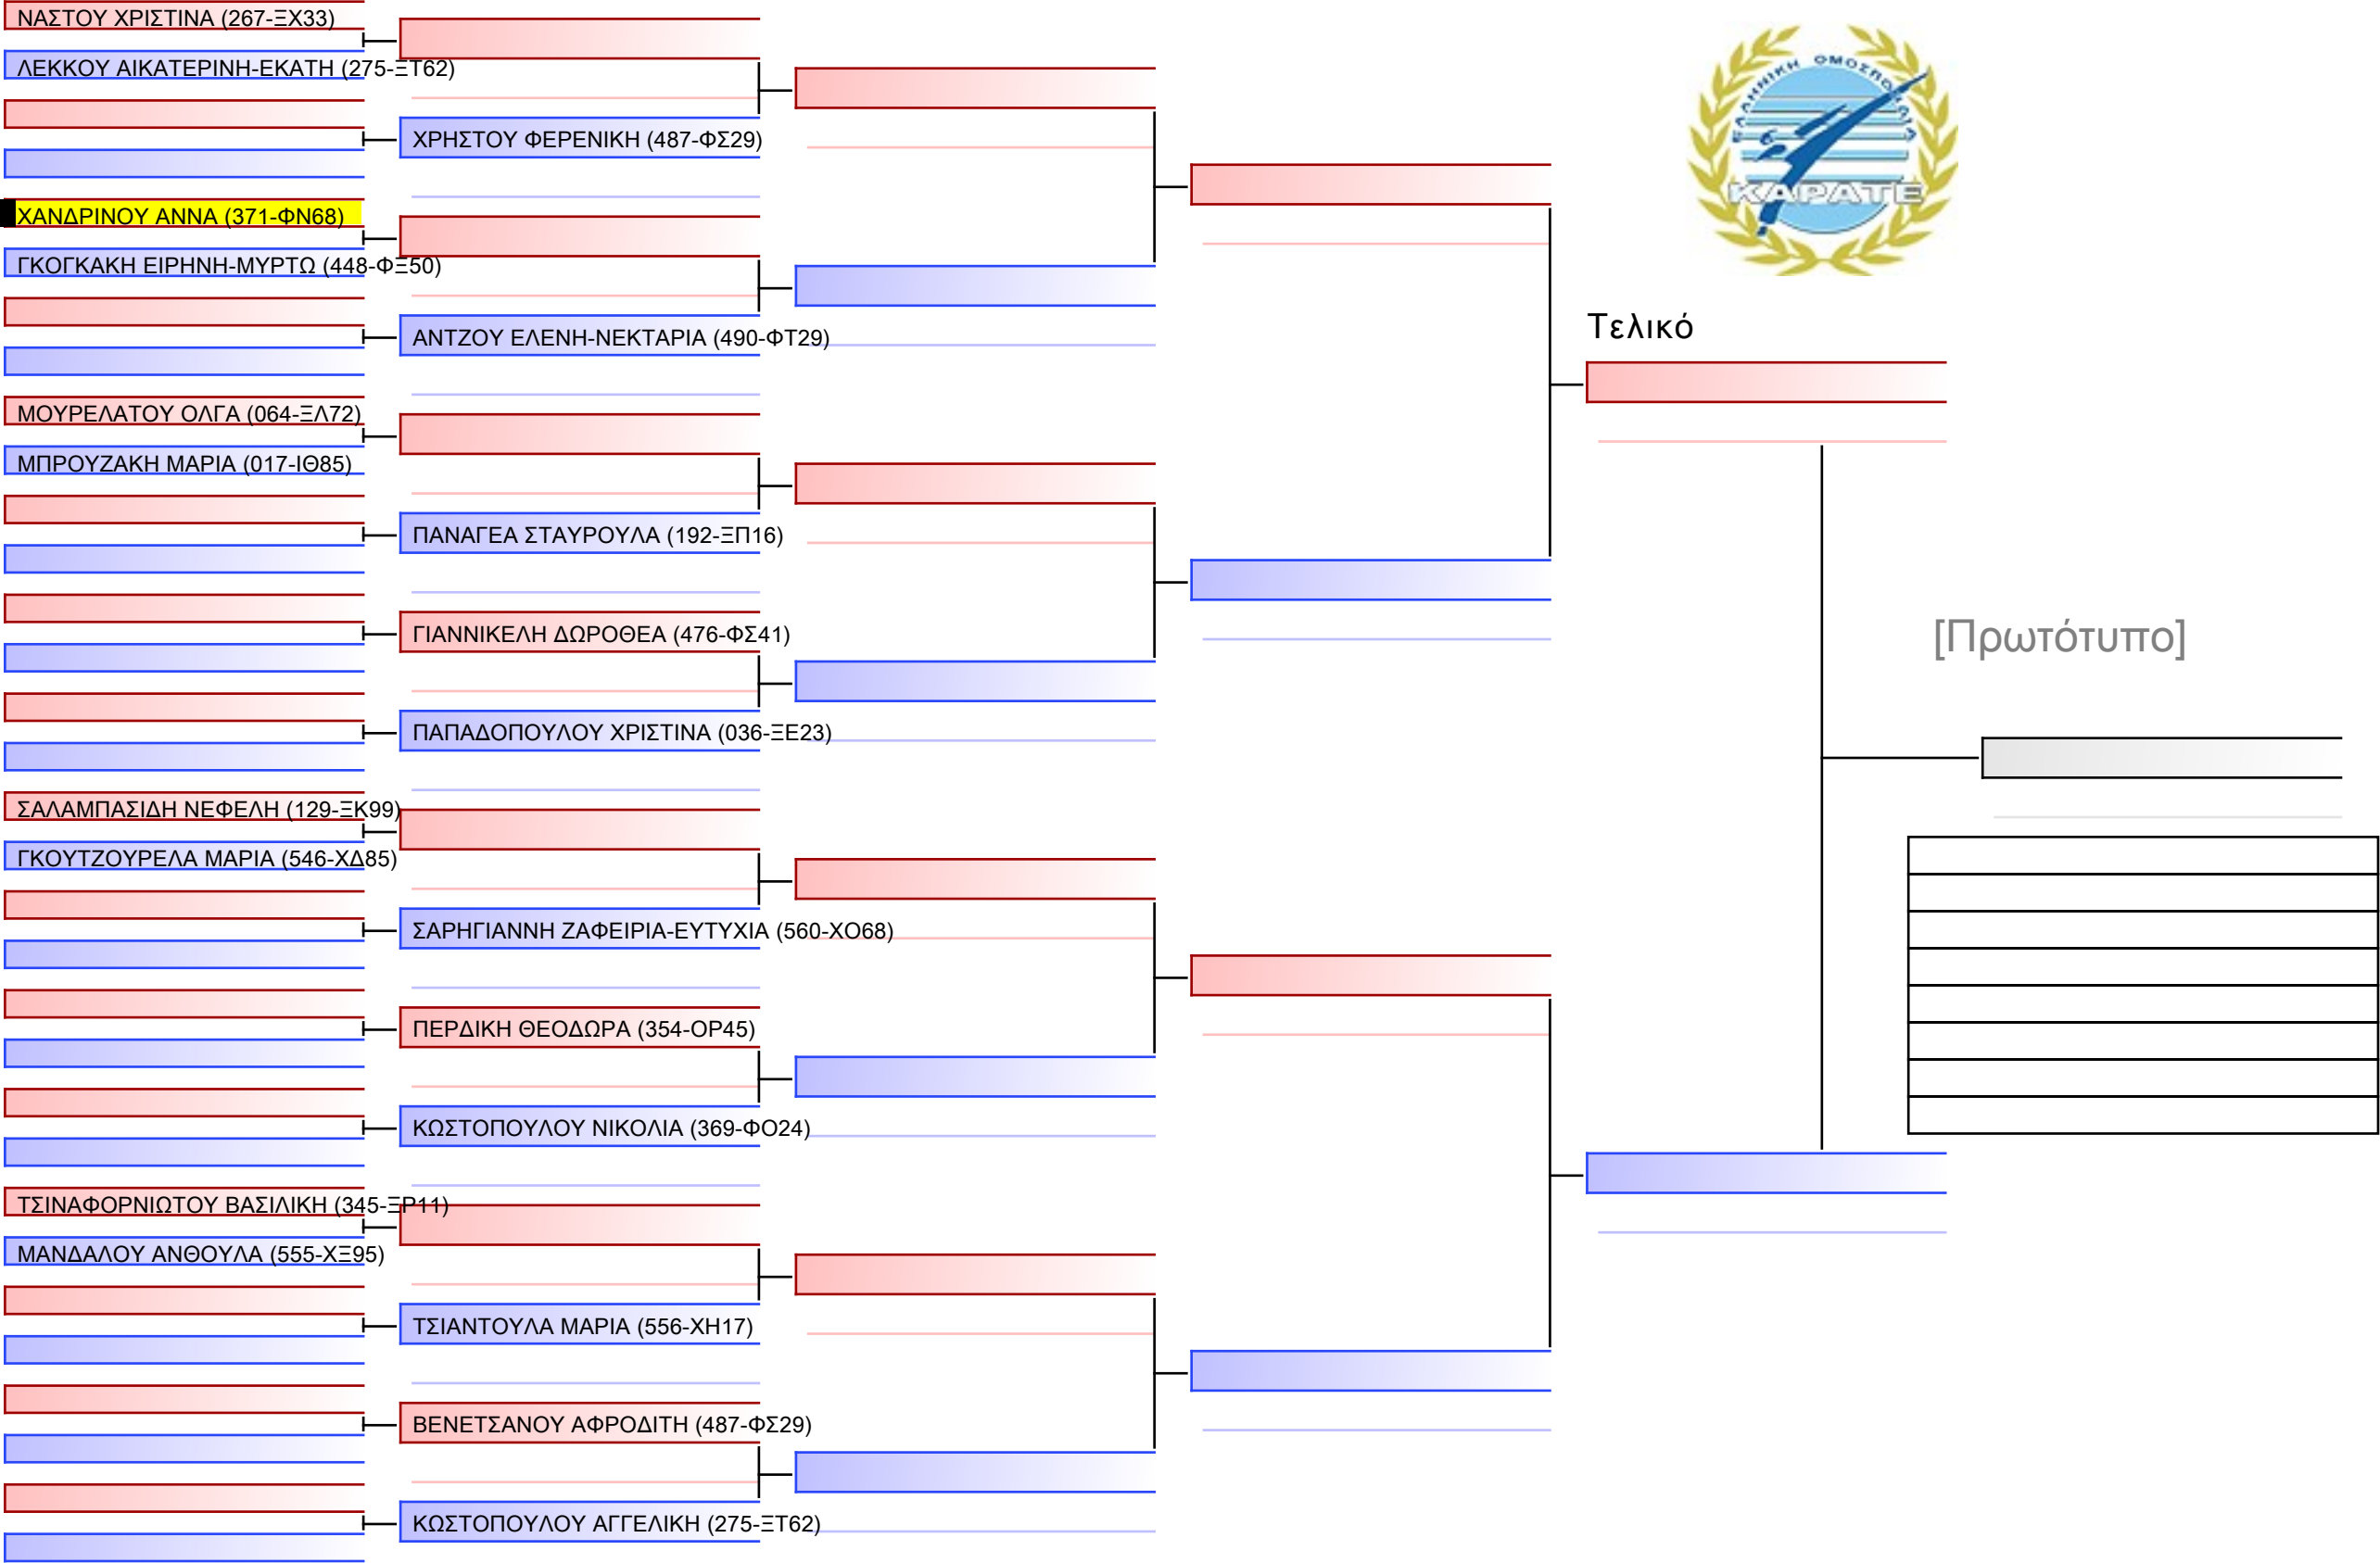 ΝΑΣΤΟΥ ΧΡΙΣΤΙΝΑ (267-ΞΧ33)
ΛΕΚΚΟΥ ΑΙΚΑΤΕΡΙΝΗ-ΕΚΑΤΗ (275-ΞΤ62)
ΧΑΝΔΡΙΝΟΥ ΑΝΝΑ (371-ΦΝ68)
ΓΚΟΓΚΑΚΗ ΕΙΡΗΝΗ-ΜΥΡΤΩ (448-ΦΞ50)
ΜΟΥΡΕΛΑΤΟΥ ΟΛΓΑ (064-ΞΛ72)
ΜΠΡΟΥΖΑΚΗ ΜΑΡΙΑ (017-ΙΘ85)
ΣΑΛΑΜΠΑΣΙΔΗ ΝΕΦΕΛΗ (129-ΞΚ99)
ΓΚΟΥΤΖΟΥΡΕΛΑ ΜΑΡΙΑ (546-ΧΔ85)
ΤΣΙΝΑΦΟΡΝΙΩΤΟΥ ΒΑΣΙΛΙΚΗ (345-ΞΡ11)
ΜΑΝΔΑΛΟΥ ΑΝΘΟΥΛΑ (555-ΧΞ95)
ΧΡΗΣΤΟΥ ΦΕΡΕΝΙΚΗ (487-ΦΣ29)
ΑΝΤΖΟΥ ΕΛΕΝΗ-ΝΕΚΤΑΡΙΑ (490-ΦΤ29)
ΠΑΝΑΓΕΑ ΣΤΑΥΡΟΥΛΑ (192-ΞΠ16)
ΓΙΑΝΝΙΚΕΛΗ ΔΩΡΟΘΕΑ (476-ΦΣ41)
ΠΑΠΑΔΟΠΟΥΛΟΥ ΧΡΙΣΤΙΝΑ (036-ΞΕ23)
ΣΑΡΗΓΙΑΝΝΗ ΖΑΦΕΙΡΙΑ-ΕΥΤΥΧΙΑ (560-ΧΟ68)
ΠΕΡΔΙΚΗ ΘΕΟΔΩΡΑ (354-ΟΡ45)
ΚΩΣΤΟΠΟΥΛΟΥ ΝΙΚΟΛΙΑ (369-ΦΟ24)
ΤΣΙΑΝΤΟΥΛΑ ΜΑΡΙΑ (556-ΧΗ17)
ΒΕΝΕΤΣΑΝΟΥ ΑΦΡΟΔΙΤΗ (487-ΦΣ29)
ΚΩΣΤΟΠΟΥΛΟΥ ΑΓΓΕΛΙΚΗ (275-ΞΤ62)
ΕΛΛΗΝΙΚΗ ΟΜΟΣΠΟΝΔΙΑ
ΚΑΡΑΤΕ
Τελικό
[Πρωτότυπο]